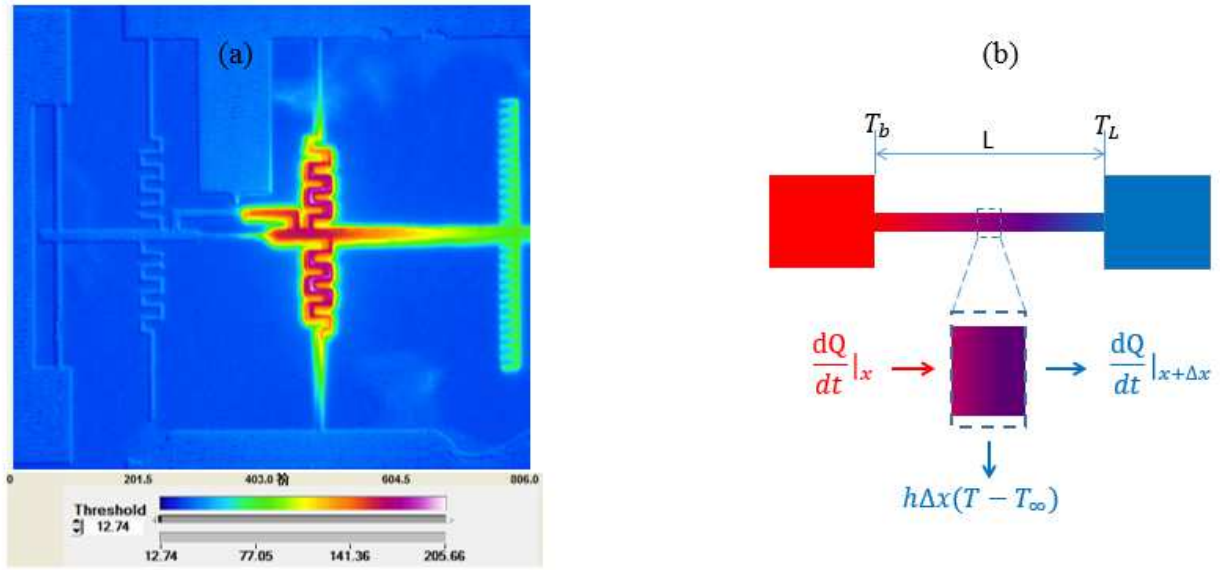 (a)
(b)
T_b
L
T_L
dQ/dt|_x
dQ/dt|_{x+Δx}
hΔx(T − T_∞)
0 201.5 403.0 604.5 806.0
Threshold
12.74
12.74 77.05 141.36 205.66